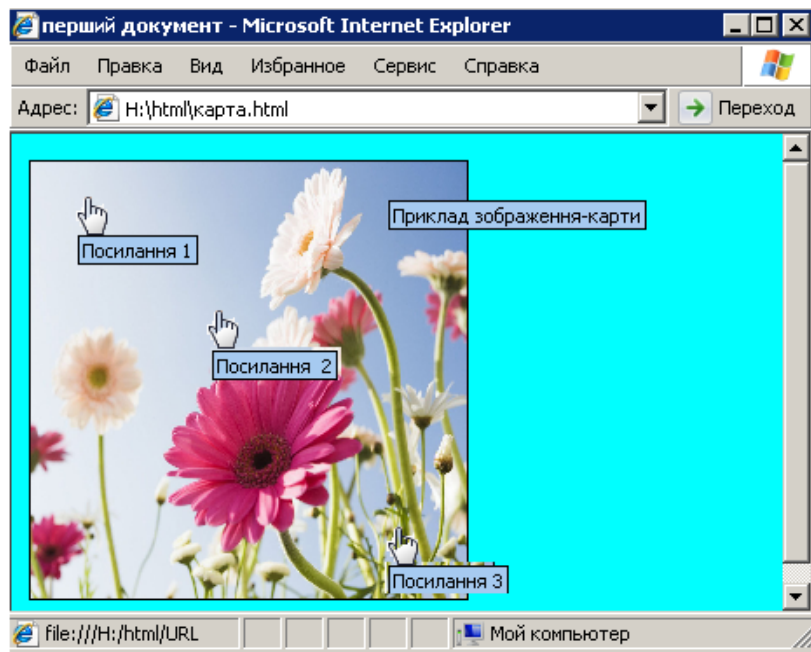 перший документ - Microsoft Internet Explorer
Файл Правка Вид Избранное Сервис Справка
Адрес: H:\html\карта.html Переход
Приклад зображення-карти
Посилання 1
Посилання 2
Посилання 3
file:///H:/html/URL Мой компьютер